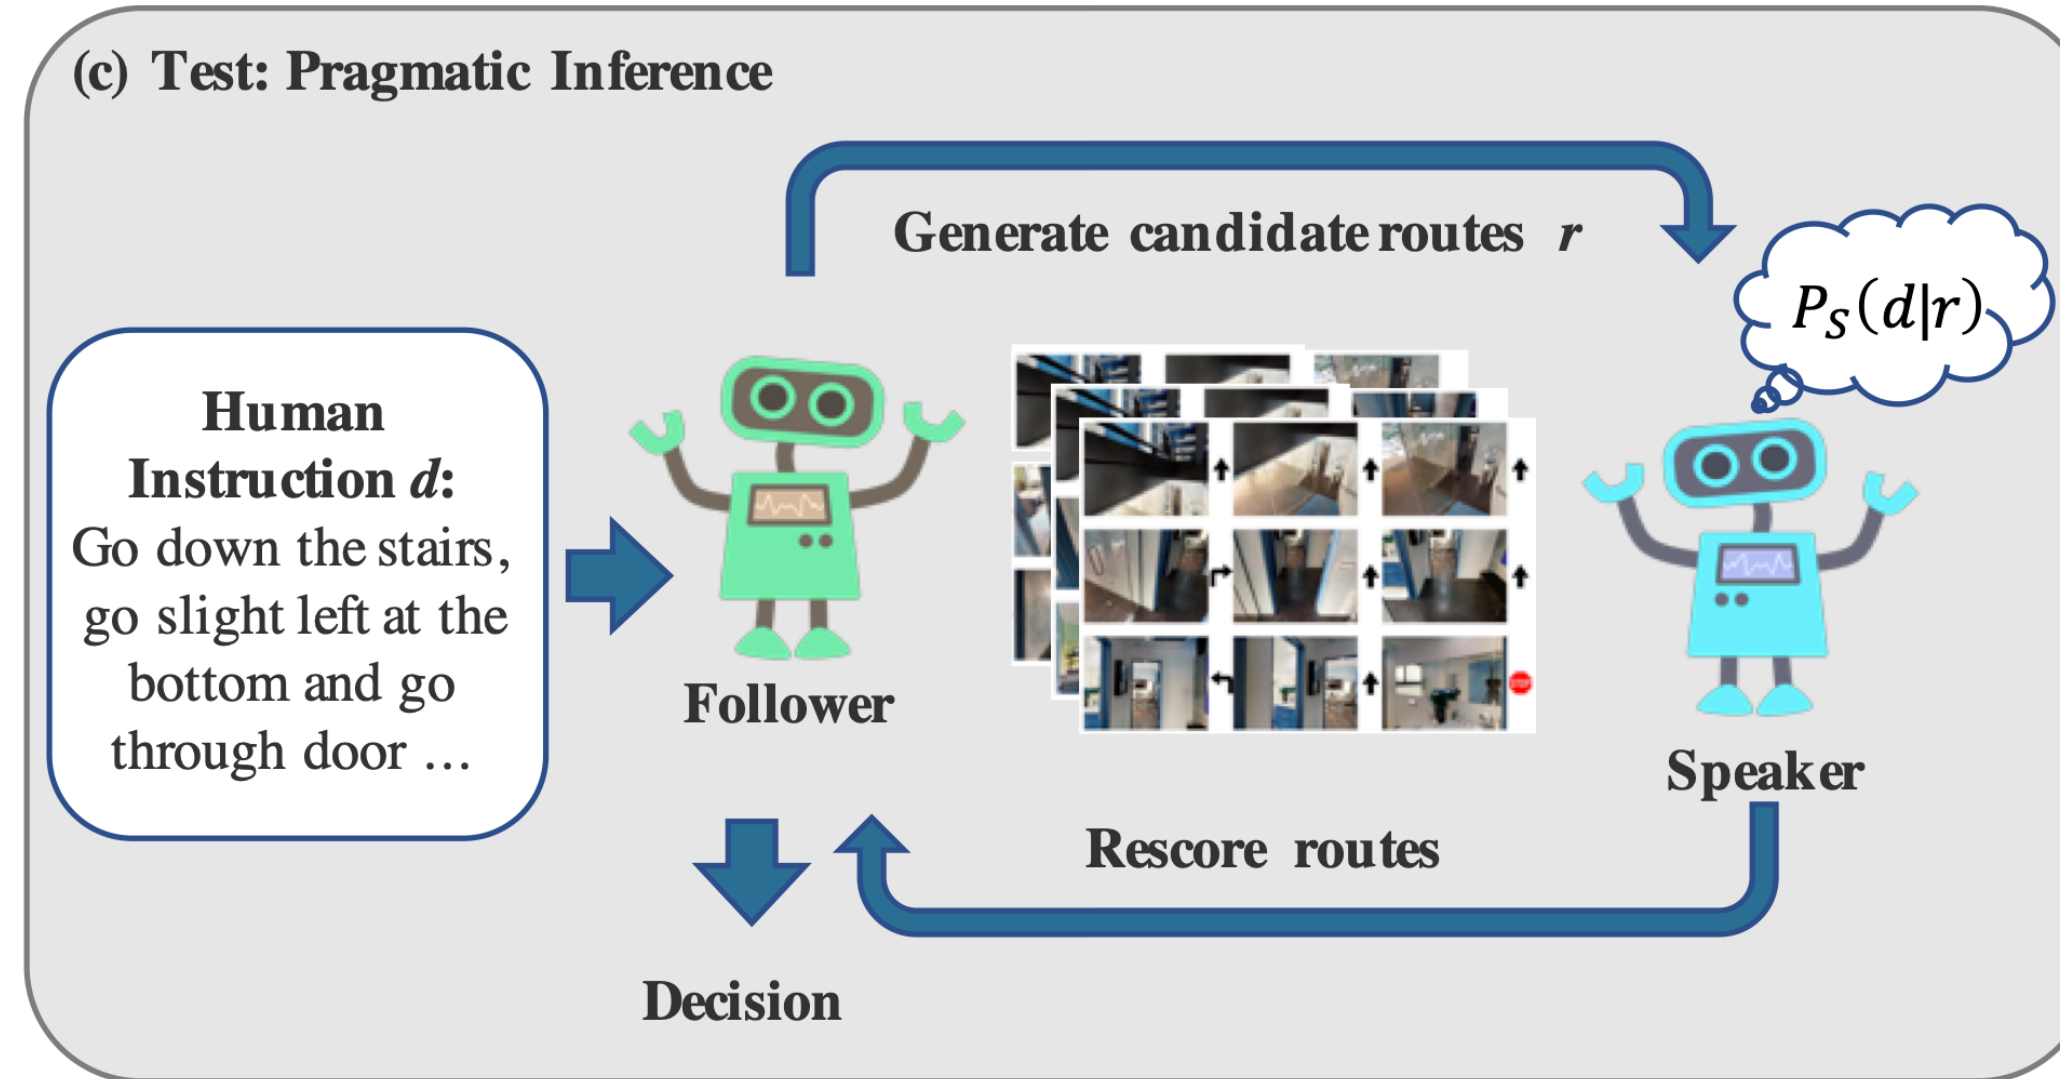 (c) Test: Pragmatic Inference
Generate candidate routes r
P_S(d|r)
Human
Instruction d:
Go down the stairs,
go slight left at the
bottom and go
through door …
Follower
Speaker
Rescore routes
Decision